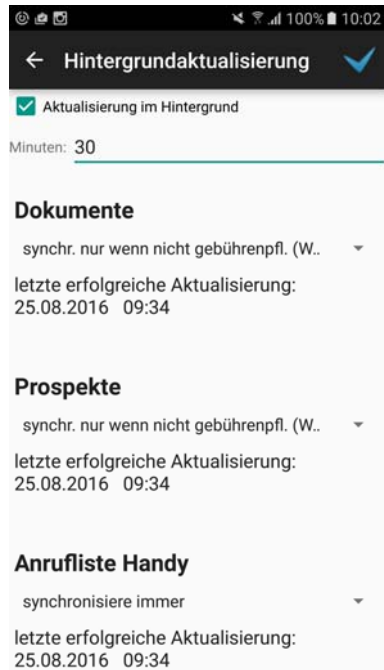 100% 10:02
Hintergrundaktualisierung
Aktualisierung im Hintergrund
Minuten: 30
Dokumente
synchr. nur wenn nicht gebührenpfl. (W..
letzte erfolgreiche Aktualisierung:
25.08.2016 09:34
Prospekte
synchr. nur wenn nicht gebührenpfl. (W..
letzte erfolgreiche Aktualisierung:
25.08.2016 09:34
Anrufliste Handy
synchronisiere immer
letzte erfolgreiche Aktualisierung:
25.08.2016 09:34